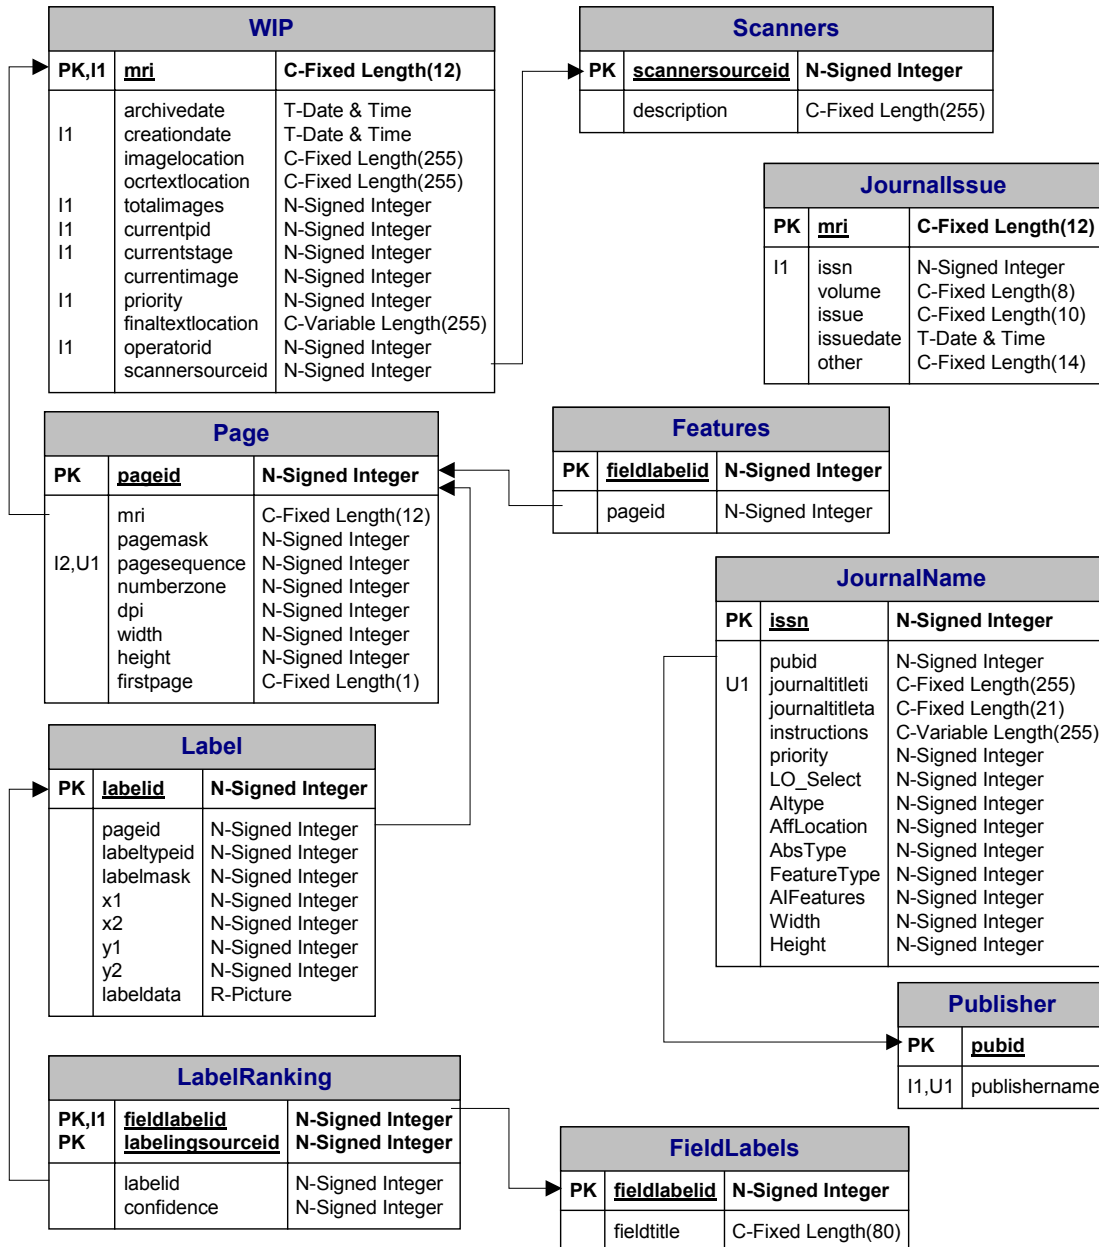 WIP
PK,I1 mri C-Fixed Length(12)
archivedate T-Date & Time
I1 creationdate T-Date & Time
imagelocation C-Fixed Length(255)
ocrtextlocation C-Fixed Length(255)
I1 totalimages N-Signed Integer
I1 currentpid N-Signed Integer
I1 currentstage N-Signed Integer
currentimage N-Signed Integer
I1 priority N-Signed Integer
finaltextlocation C-Variable Length(255)
I1 operatorid N-Signed Integer
scannersourceid N-Signed Integer
Scanners
PK scannersourceid N-Signed Integer
description C-Fixed Length(255)
JournalIssue
PK mri C-Fixed Length(12)
I1 issn N-Signed Integer
volume C-Fixed Length(8)
issue C-Fixed Length(10)
issuedate T-Date & Time
other C-Fixed Length(14)
Page
PK pageid N-Signed Integer
mri C-Fixed Length(12)
pagemask N-Signed Integer
I2,U1 pagesequence N-Signed Integer
numberzone N-Signed Integer
dpi N-Signed Integer
width N-Signed Integer
height N-Signed Integer
firstpage C-Fixed Length(1)
Features
PK fieldlabelid N-Signed Integer
pageid N-Signed Integer
JournalName
PK issn N-Signed Integer
pubid N-Signed Integer
U1 journaltitleti C-Fixed Length(255)
journaltitleta C-Fixed Length(21)
instructions C-Variable Length(255)
priority N-Signed Integer
LO_Select N-Signed Integer
AItype N-Signed Integer
AffLocation N-Signed Integer
AbsType N-Signed Integer
FeatureType N-Signed Integer
AIFeatures N-Signed Integer
Width N-Signed Integer
Height N-Signed Integer
Label
PK labelid N-Signed Integer
pageid N-Signed Integer
labeltypeid N-Signed Integer
labelmask N-Signed Integer
x1 N-Signed Integer
x2 N-Signed Integer
y1 N-Signed Integer
y2 N-Signed Integer
labeldata R-Picture
Publisher
PK pubid
I1,U1 publishername
LabelRanking
PK,I1 fieldlabelid N-Signed Integer
PK labelingsourceid N-Signed Integer
labelid N-Signed Integer
confidence N-Signed Integer
FieldLabels
PK fieldlabelid N-Signed Integer
fieldtitle C-Fixed Length(80)